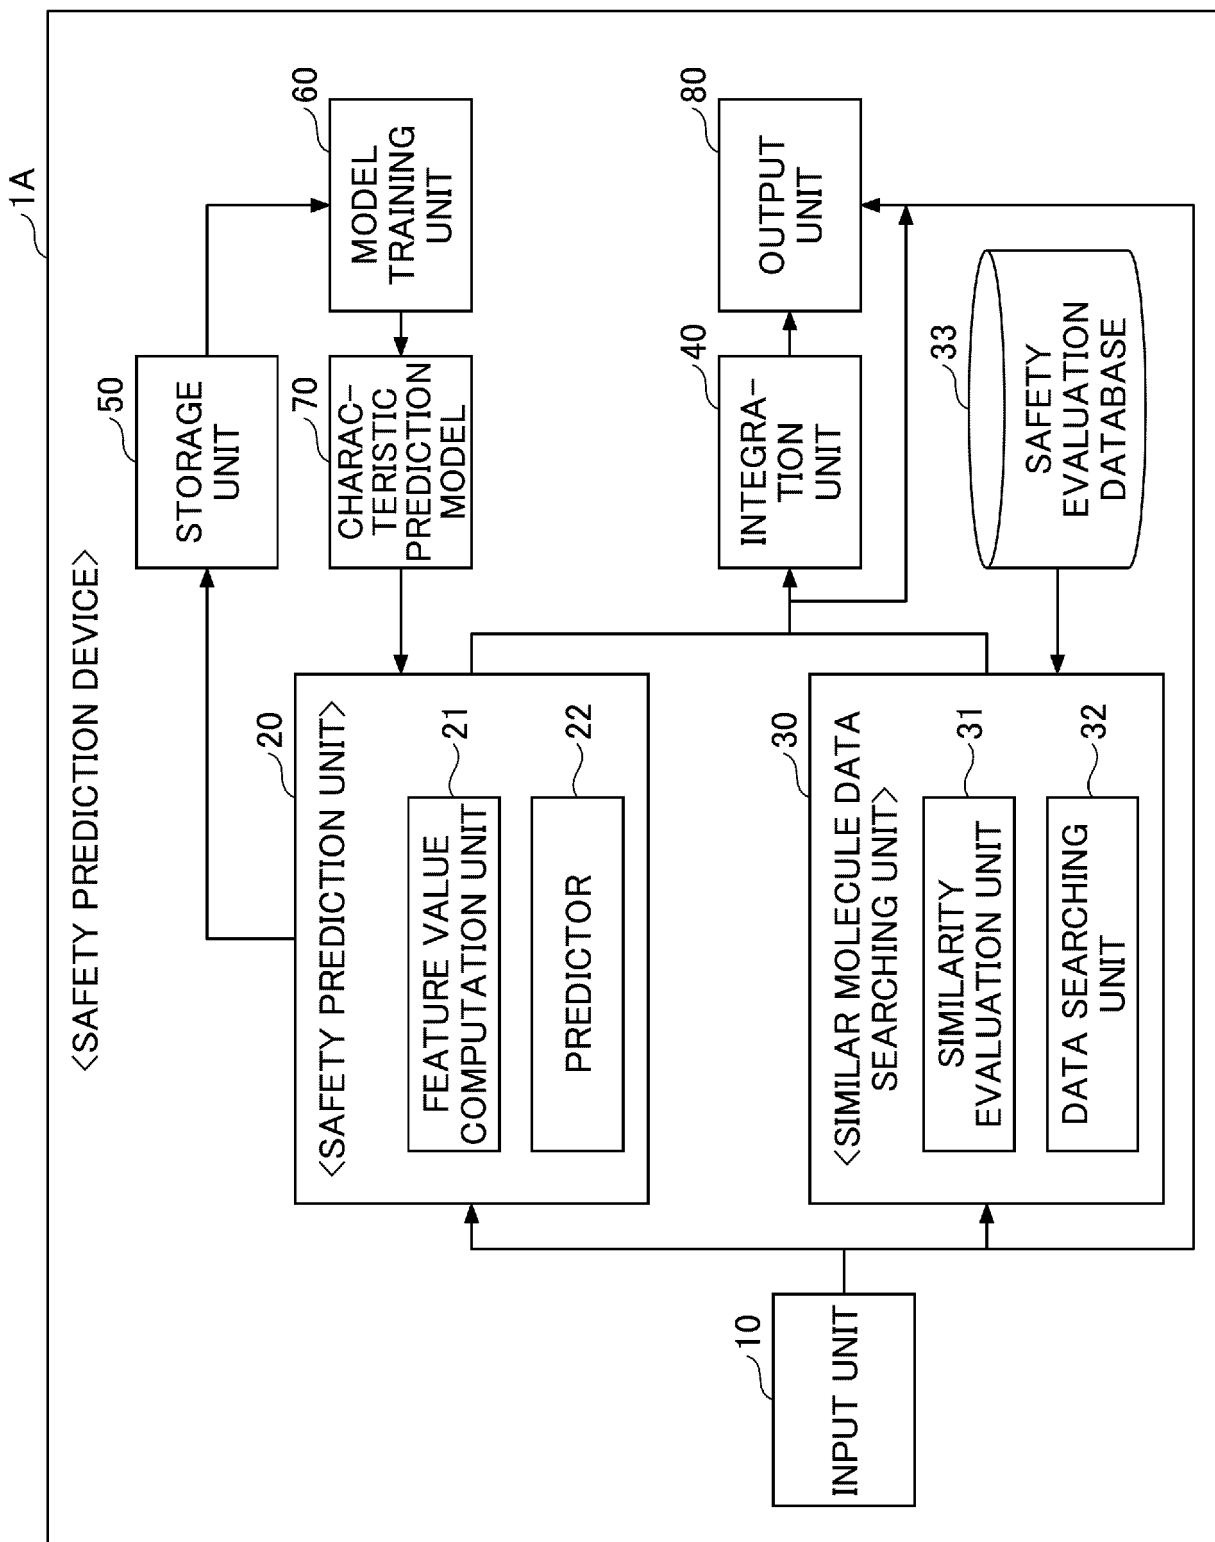 1A
<SAFETY PREDICTION DEVICE>
50
STORAGE
UNIT
60
MODEL
TRAINING
UNIT
70
CHARAC–
TERISTIC
PREDICTION
MODEL
20
<SAFETY PREDICTION UNIT>
21
FEATURE VALUE
COMPUTATION UNIT
22
PREDICTOR
10
INPUT UNIT
40
INTEGRA–
TION
UNIT
80
OUTPUT
UNIT
30
<SIMILAR MOLECULE DATA
SEARCHING UNIT>
31
SIMILARITY
EVALUATION UNIT
32
DATA SEARCHING
UNIT
33
SAFETY
EVALUATION
DATABASE